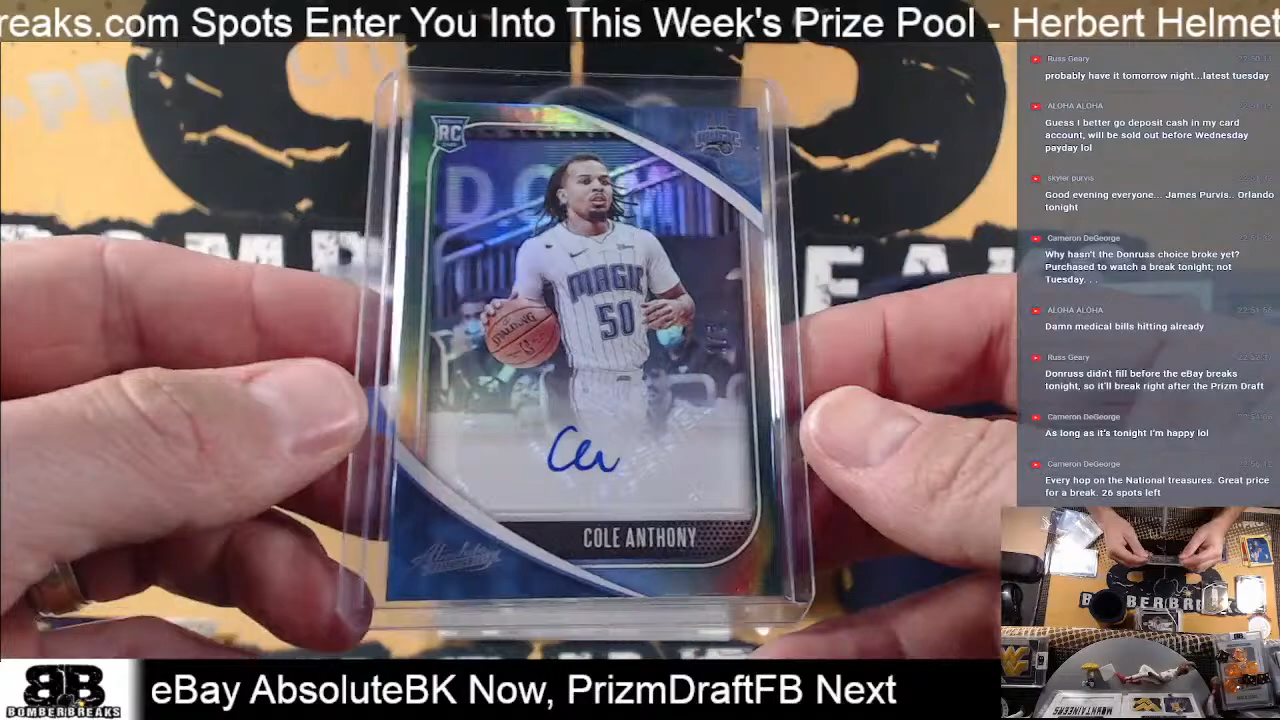 reaks.com Spots Enter You Into This Week's Prize Pool - Herbert Helmet
RC
MAGIC
50
SPALDING
COLE ANTHONY
Absolute
Russ Geary
probably have it tomorrow night...latest tuesday
ALOHA ALOHA
Guess I better go deposit cash in my card
account, will be sold out before Wednesday
payday lol
skyler purvis
Good evening everyone... James Purvis.. Orlando
tonight
Cameron DeGeorge
Why hasn't the Donruss choice broke yet?
Purchased to watch a break tonight; not
Tuesday. . .
ALOHA ALOHA
Damn medical bills hitting already
Russ Geary
Donruss didn't fill before the eBay breaks
tonight, so it'll break right after the Prizm Draft
Cameron DeGeorge
As long as it's tonight I'm happy lol
Cameron DeGeorge
Every hop on the National treasures. Great price
for a break. 26 spots left
MOUNTAINEERS
BB
BOMBERBREAKS
eBay AbsoluteBK Now, PrizmDraftFB Next